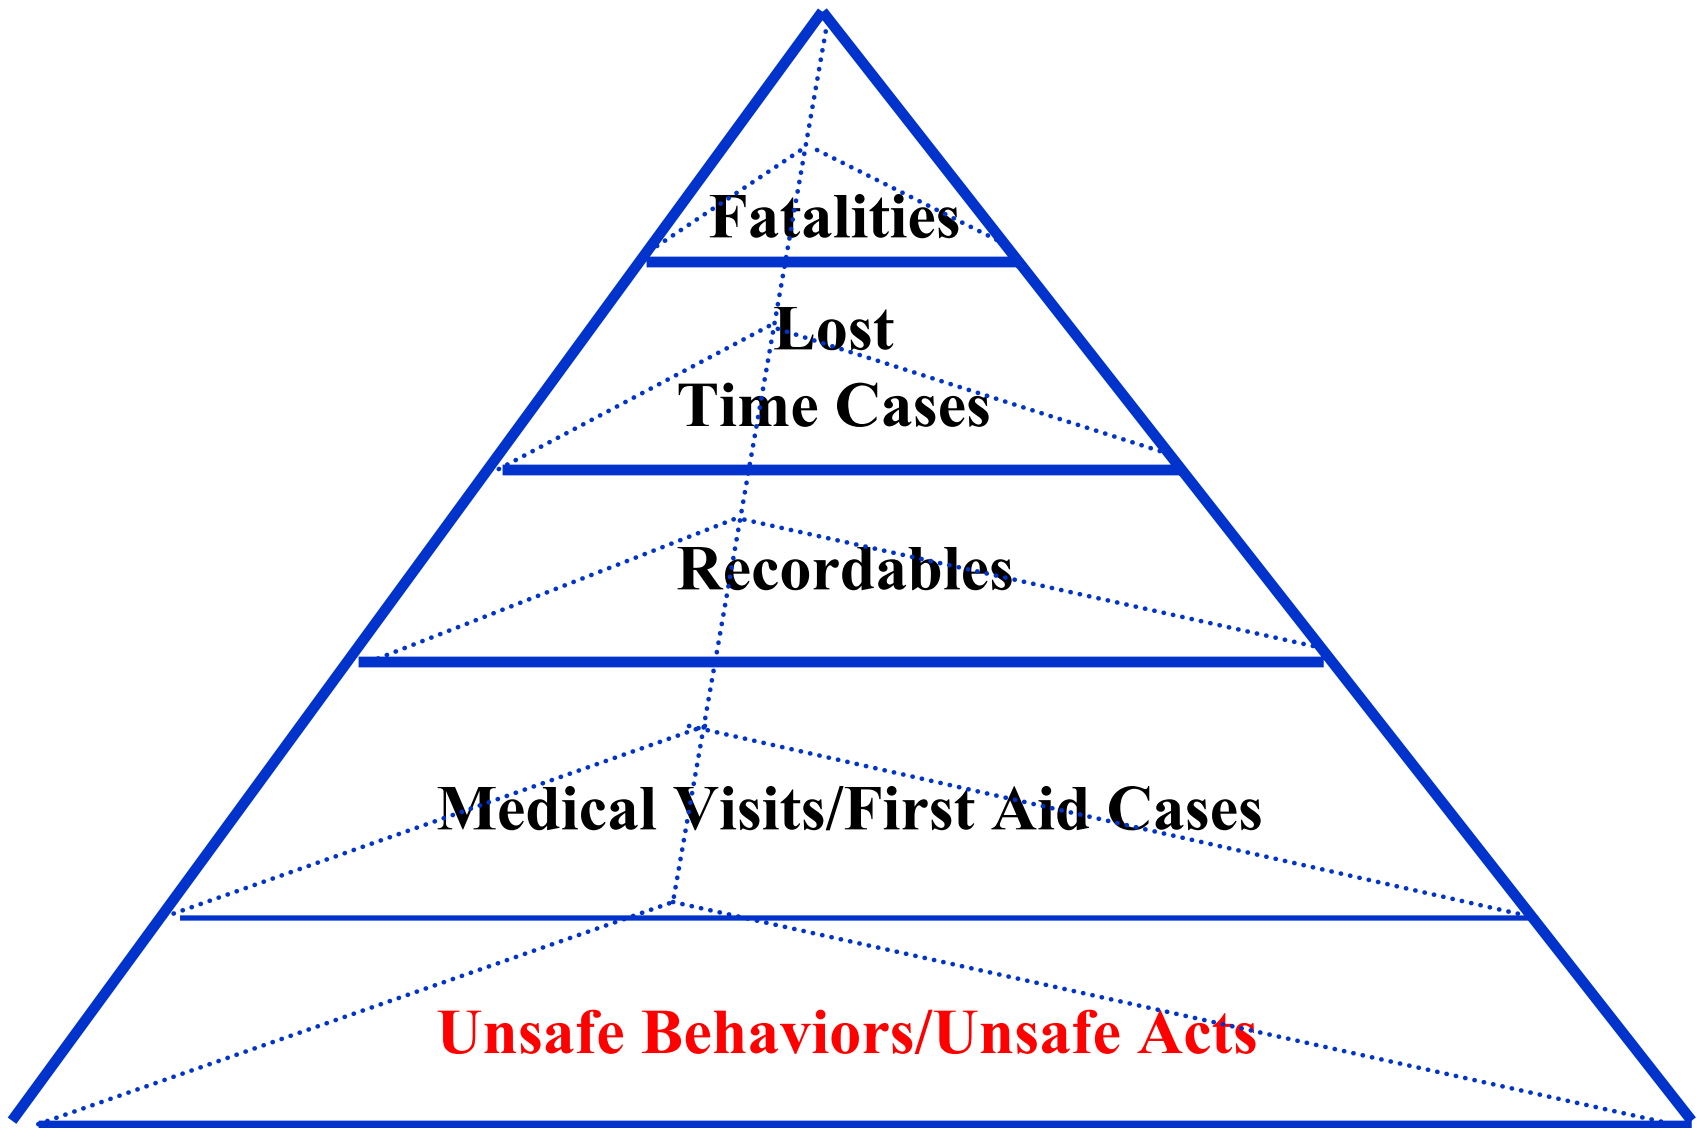 Fatalities
Lost
Time Cases
Recordables
Medical Visits/First Aid Cases
Unsafe Behaviors/Unsafe Acts